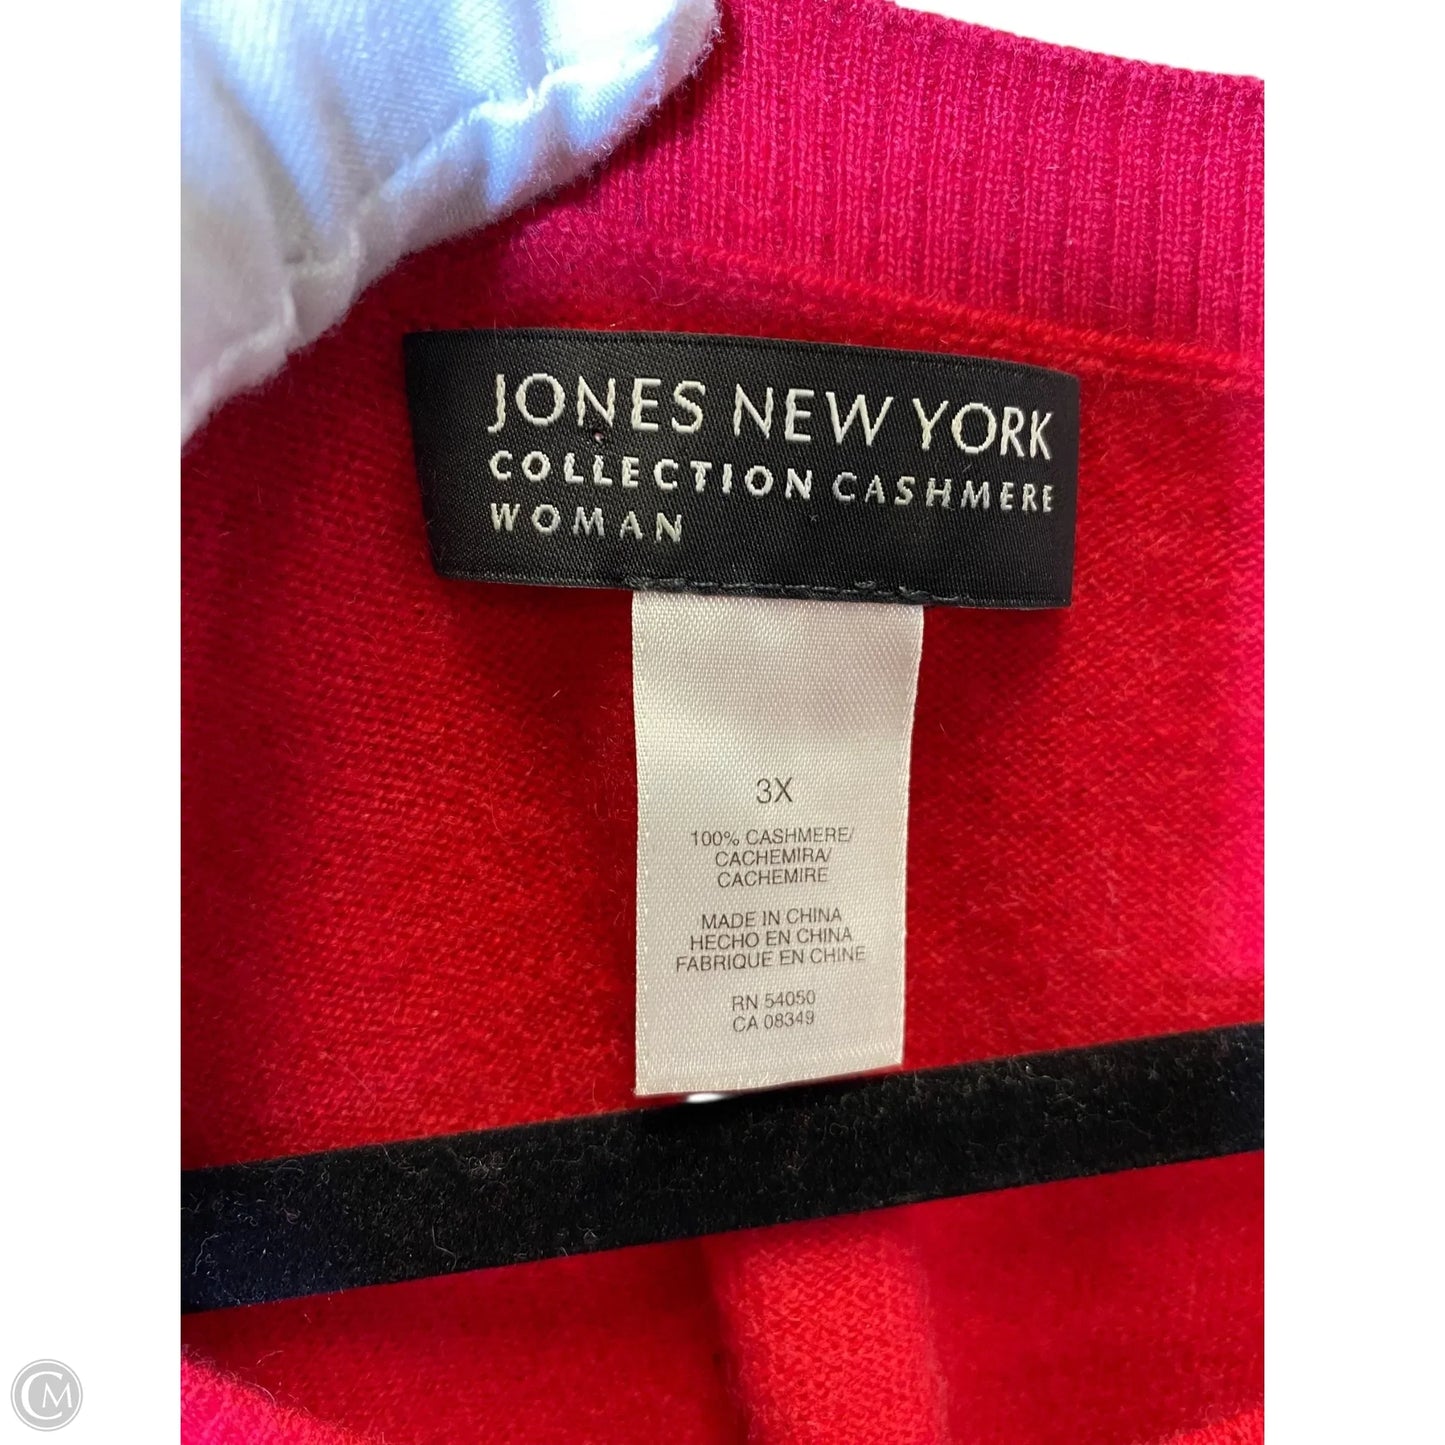 JONES NEW YORK
COLLECTION CASHMERE
WOMAN
3X
100% CASHMERE/
CACHEMIRA/
CACHEMIRE
MADE IN CHINA
HECHO EN CHINA
FABRIQUE EN CHINE
RN 54050
CA 08349
CM